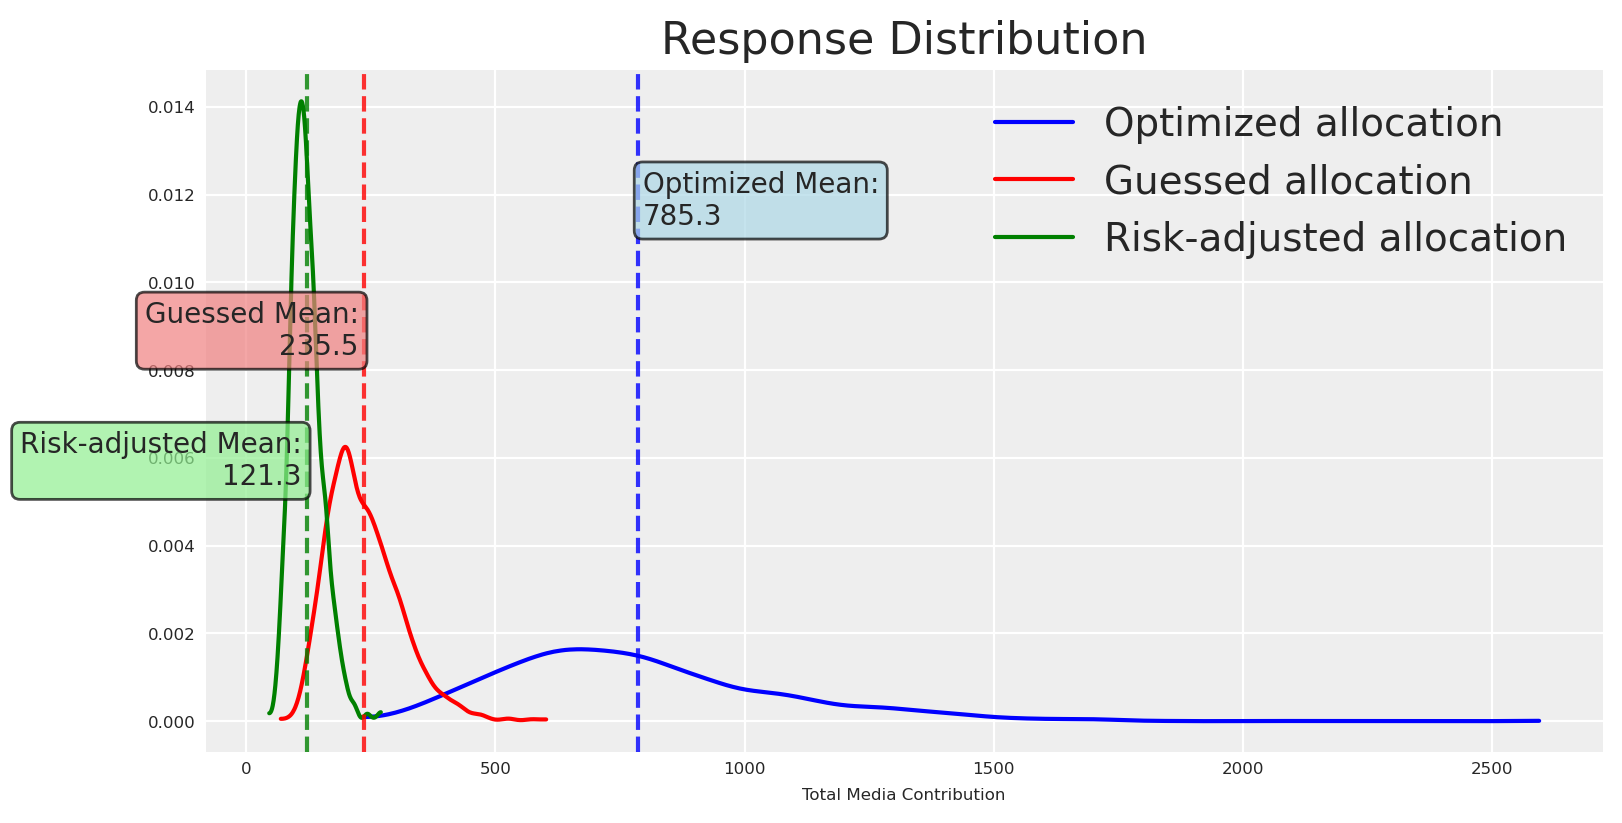 Response Distribution
0.014
0.012
0.010
0.008
0.006
0.004
0.002
0.000
Optimized Mean:
785.3
Guessed Mean:
235.5
Risk-adjusted Mean:
121.3
Optimized allocation
Guessed allocation
Risk-adjusted allocation
0
500
1000
1500
2000
2500
Total Media Contribution